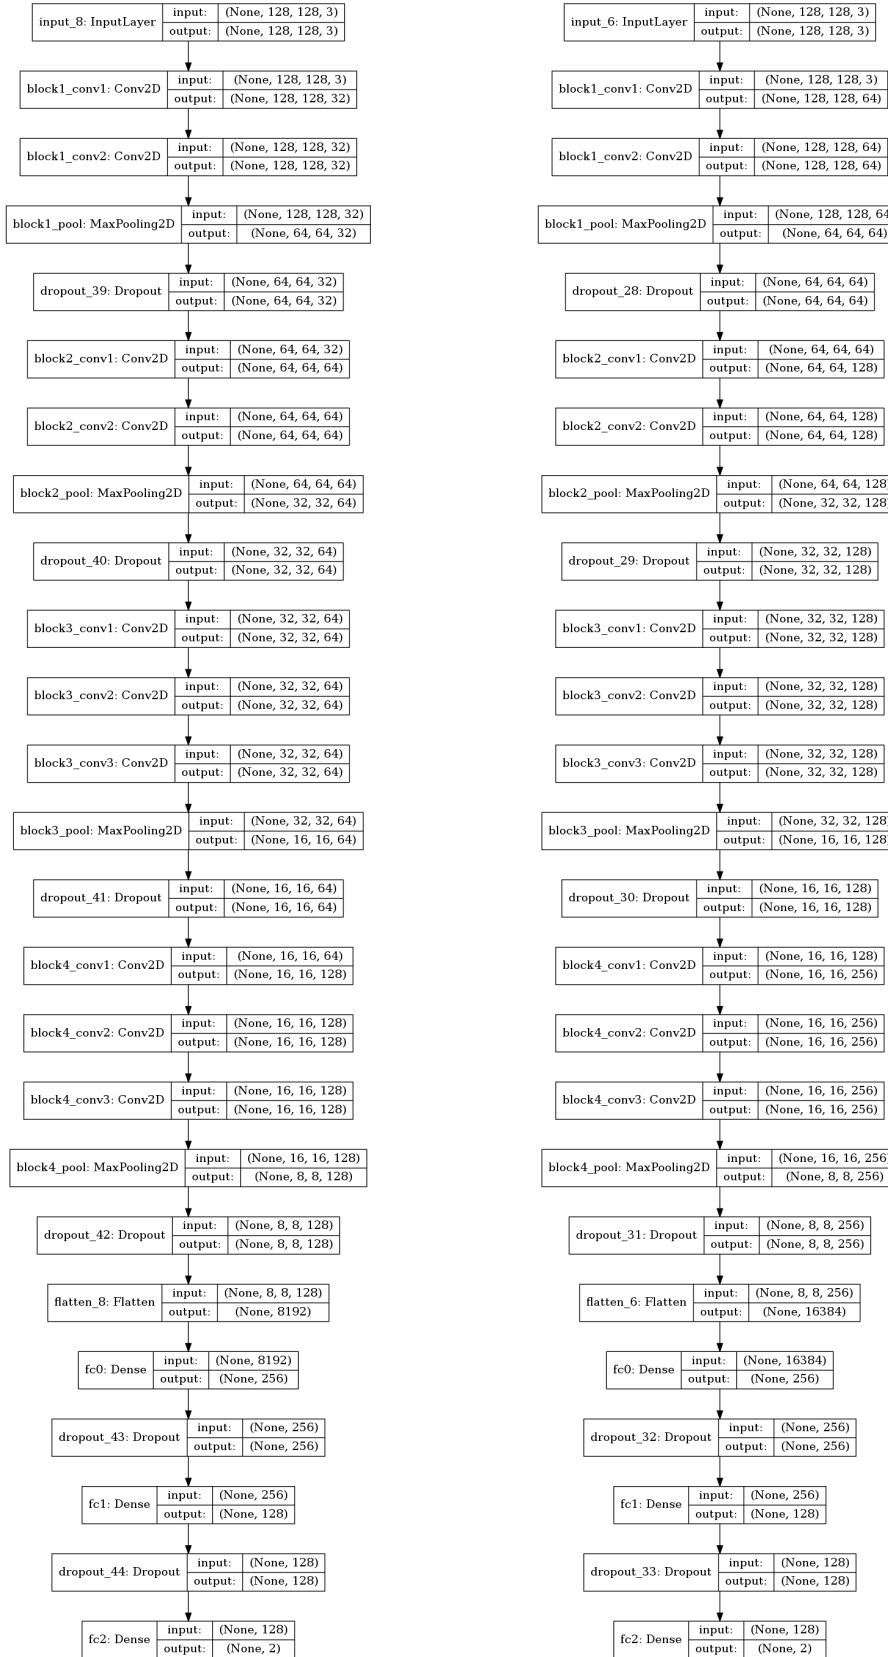 input_8: InputLayer
input: (None, 128, 128, 3)
output: (None, 128, 128, 3)
block1_conv1: Conv2D
input: (None, 128, 128, 3)
output: (None, 128, 128, 32)
block1_conv2: Conv2D
input: (None, 128, 128, 32)
output: (None, 128, 128, 32)
block1_pool: MaxPooling2D
input: (None, 128, 128, 32)
output: (None, 64, 64, 32)
dropout_39: Dropout
input: (None, 64, 64, 32)
output: (None, 64, 64, 32)
block2_conv1: Conv2D
input: (None, 64, 64, 32)
output: (None, 64, 64, 64)
block2_conv2: Conv2D
input: (None, 64, 64, 64)
output: (None, 64, 64, 64)
block2_pool: MaxPooling2D
input: (None, 64, 64, 64)
output: (None, 32, 32, 64)
dropout_40: Dropout
input: (None, 32, 32, 64)
output: (None, 32, 32, 64)
block3_conv1: Conv2D
input: (None, 32, 32, 64)
output: (None, 32, 32, 64)
block3_conv2: Conv2D
input: (None, 32, 32, 64)
output: (None, 32, 32, 64)
block3_conv3: Conv2D
input: (None, 32, 32, 64)
output: (None, 32, 32, 64)
block3_pool: MaxPooling2D
input: (None, 32, 32, 64)
output: (None, 16, 16, 64)
dropout_41: Dropout
input: (None, 16, 16, 64)
output: (None, 16, 16, 64)
block4_conv1: Conv2D
input: (None, 16, 16, 64)
output: (None, 16, 16, 128)
block4_conv2: Conv2D
input: (None, 16, 16, 128)
output: (None, 16, 16, 128)
block4_conv3: Conv2D
input: (None, 16, 16, 128)
output: (None, 16, 16, 128)
block4_pool: MaxPooling2D
input: (None, 16, 16, 128)
output: (None, 8, 8, 128)
dropout_42: Dropout
input: (None, 8, 8, 128)
output: (None, 8, 8, 128)
flatten_8: Flatten
input: (None, 8, 8, 128)
output: (None, 8192)
fc0: Dense
input: (None, 8192)
output: (None, 256)
dropout_43: Dropout
input: (None, 256)
output: (None, 256)
fc1: Dense
input: (None, 256)
output: (None, 128)
dropout_44: Dropout
input: (None, 128)
output: (None, 128)
fc2: Dense
input: (None, 128)
output: (None, 2)
input_6: InputLayer
input: (None, 128, 128, 3)
output: (None, 128, 128, 3)
block1_conv1: Conv2D
input: (None, 128, 128, 3)
output: (None, 128, 128, 64)
block1_conv2: Conv2D
input: (None, 128, 128, 64)
output: (None, 128, 128, 64)
block1_pool: MaxPooling2D
input: (None, 128, 128, 64
output: (None, 64, 64, 64)
dropout_28: Dropout
input: (None, 64, 64, 64)
output: (None, 64, 64, 64)
block2_conv1: Conv2D
input: (None, 64, 64, 64)
output: (None, 64, 64, 128)
block2_conv2: Conv2D
input: (None, 64, 64, 128)
output: (None, 64, 64, 128)
block2_pool: MaxPooling2D
input: (None, 64, 64, 128)
output: (None, 32, 32, 128)
dropout_29: Dropout
input: (None, 32, 32, 128)
output: (None, 32, 32, 128)
block3_conv1: Conv2D
input: (None, 32, 32, 128)
output: (None, 32, 32, 128)
block3_conv2: Conv2D
input: (None, 32, 32, 128)
output: (None, 32, 32, 128)
block3_conv3: Conv2D
input: (None, 32, 32, 128)
output: (None, 32, 32, 128)
block3_pool: MaxPooling2D
input: (None, 32, 32, 128)
output: (None, 16, 16, 128)
dropout_30: Dropout
input: (None, 16, 16, 128)
output: (None, 16, 16, 128)
block4_conv1: Conv2D
input: (None, 16, 16, 128)
output: (None, 16, 16, 256)
block4_conv2: Conv2D
input: (None, 16, 16, 256)
output: (None, 16, 16, 256)
block4_conv3: Conv2D
input: (None, 16, 16, 256)
output: (None, 16, 16, 256)
block4_pool: MaxPooling2D
input: (None, 16, 16, 256)
output: (None, 8, 8, 256)
dropout_31: Dropout
input: (None, 8, 8, 256)
output: (None, 8, 8, 256)
flatten_6: Flatten
input: (None, 8, 8, 256)
output: (None, 16384)
fc0: Dense
input: (None, 16384)
output: (None, 256)
dropout_32: Dropout
input: (None, 256)
output: (None, 256)
fc1: Dense
input: (None, 256)
output: (None, 128)
dropout_33: Dropout
input: (None, 128)
output: (None, 128)
fc2: Dense
input: (None, 128)
output: (None, 2)